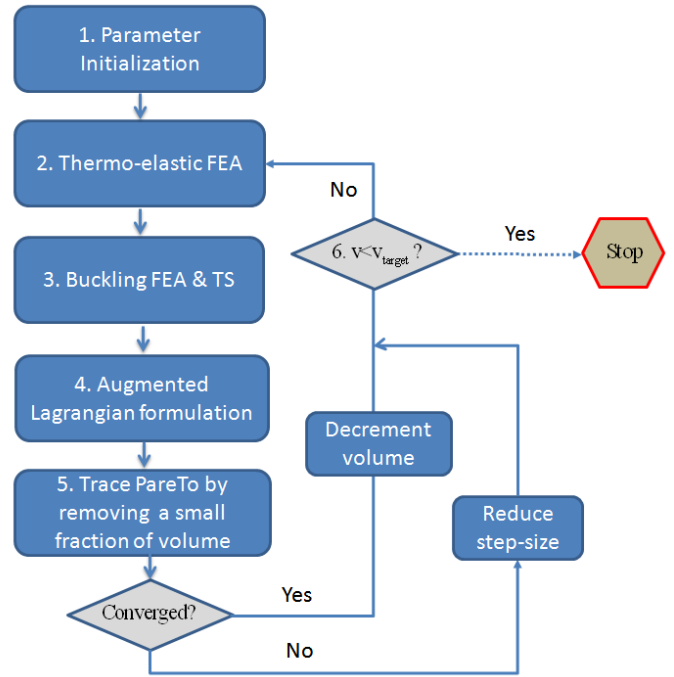 1. Parameter
Initialization
2. Thermo-elastic FEA
No
6. v<v_target ?
Yes
Stop
3. Buckling FEA & TS
4. Augmented
Lagrangian formulation
Decrement
volume
5. Trace PareTo by
removing a small
fraction of volume
Reduce
step-size
Converged?
Yes
No